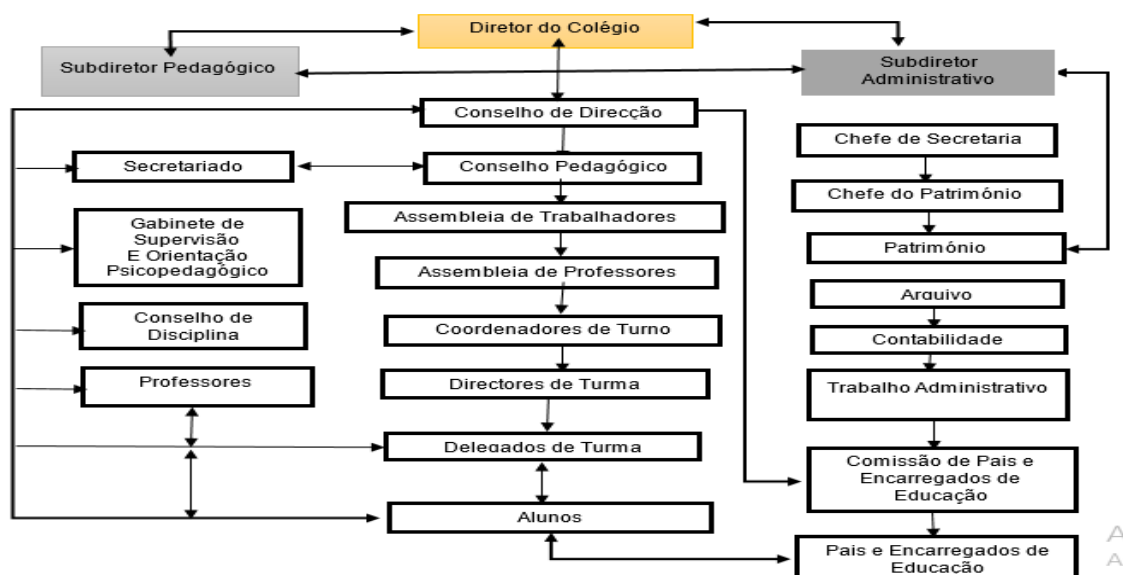 Diretor do Colégio
Subdiretor Pedagógico
Subdiretor
Administrativo
Conselho de Direcção
Chefe de Secretaria
Secretariado
Conselho Pedagógico
Chefe do Património
Assembleia de Trabalhadores
Gabinete de
Supervisão
E Orientação
Psicopedagógico
Património
Assembleia de Professores
Arquivo
Conselho de
Disciplina
Coordenadores de Turno
Contabilidade
Professores
Directores de Turma
Trabalho Administrativo
Delegados de Turma
Comissão de Pais e
Encarregados de
Educação
Alunos
Pais e Encarregados de
Educação
A
A